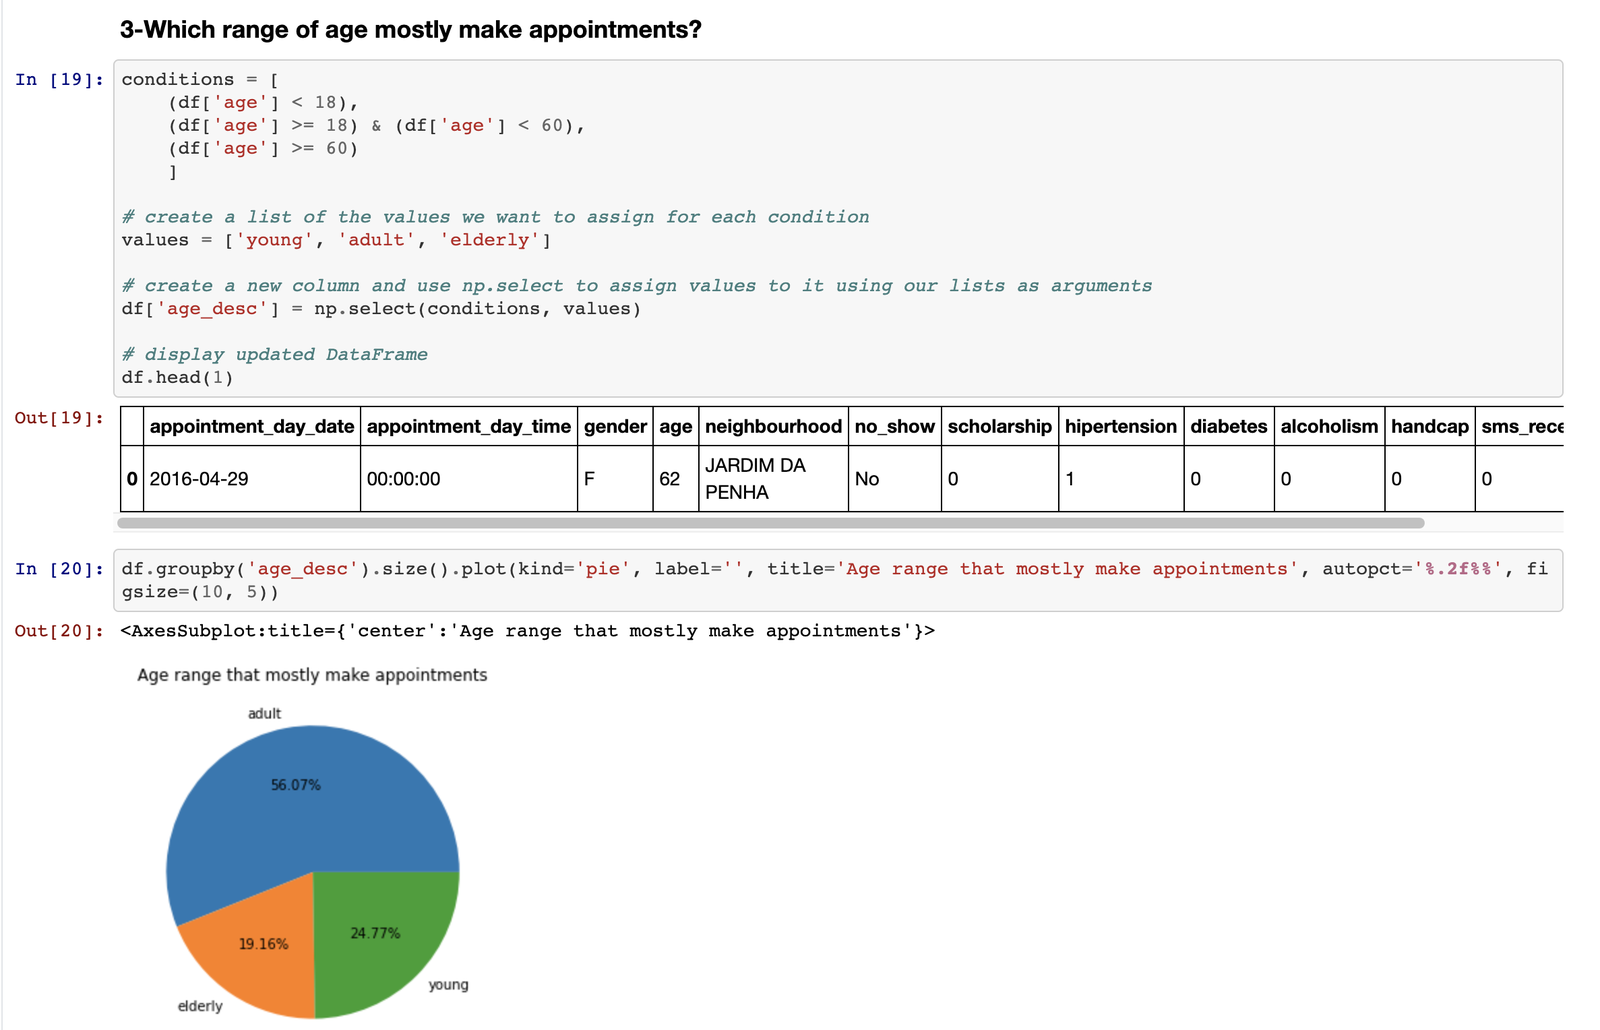 3-Which range of age mostly make appointments?
In [19]:
conditions = [
    (df['age'] < 18),
    (df['age'] >= 18) & (df['age'] < 60),
    (df['age'] >= 60)
    ]
# create a list of the values we want to assign for each condition
values = ['young', 'adult', 'elderly']
# create a new column and use np.select to assign values to it using our lists as arguments
df['age_desc'] = np.select(conditions, values)
# display updated DataFrame
df.head(1)
Out[19]:
appointment_day_date appointment_day_time gender age neighbourhood no_show scholarship hipertension diabetes alcoholism handcap sms_rece
0 2016-04-29 00:00:00 F 62 JARDIM DA PENHA No 0 1 0 0 0 0
In [20]:
df.groupby('age_desc').size().plot(kind='pie', label='', title='Age range that mostly make appointments', autopct='%.2f%%', fi
gsize=(10, 5))
Out[20]:
<AxesSubplot:title={'center':'Age range that mostly make appointments'}>
Age range that mostly make appointments
adult
56.07%
24.77%
19.16%
young
elderly